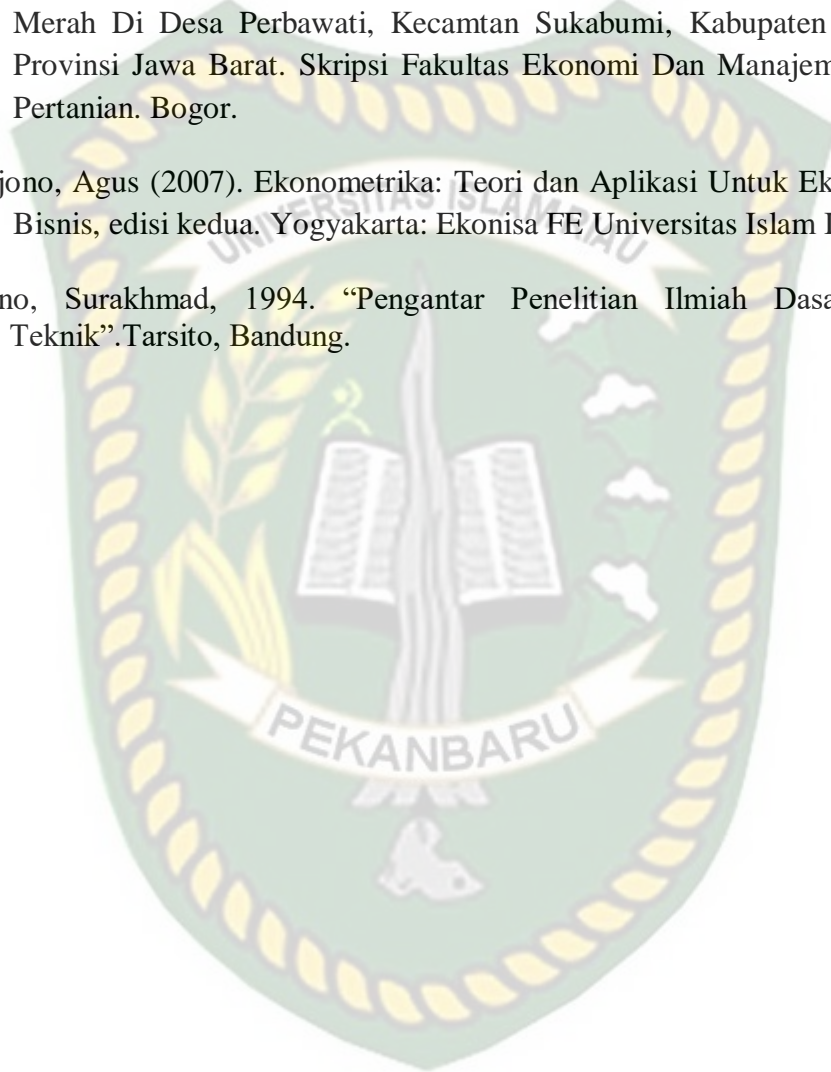 Merah Di Desa Perbawati, Kecamtan Sukabumi, Kabupaten
Provinsi Jawa Barat. Skripsi Fakultas Ekonomi Dan Manajem
Pertanian. Bogor.
jono, Agus (2007). Ekonometrika: Teori dan Aplikasi Untuk Ek
Bisnis, edisi kedua. Yogyakarta: Ekonisa FE Universitas Islam I
no, Surakhmad, 1994. “Pengantar Penelitian Ilmiah Dasa
Teknik”.Tarsito, Bandung.
UNIVERSITAS ISLAM RIAU
PEKANBARU